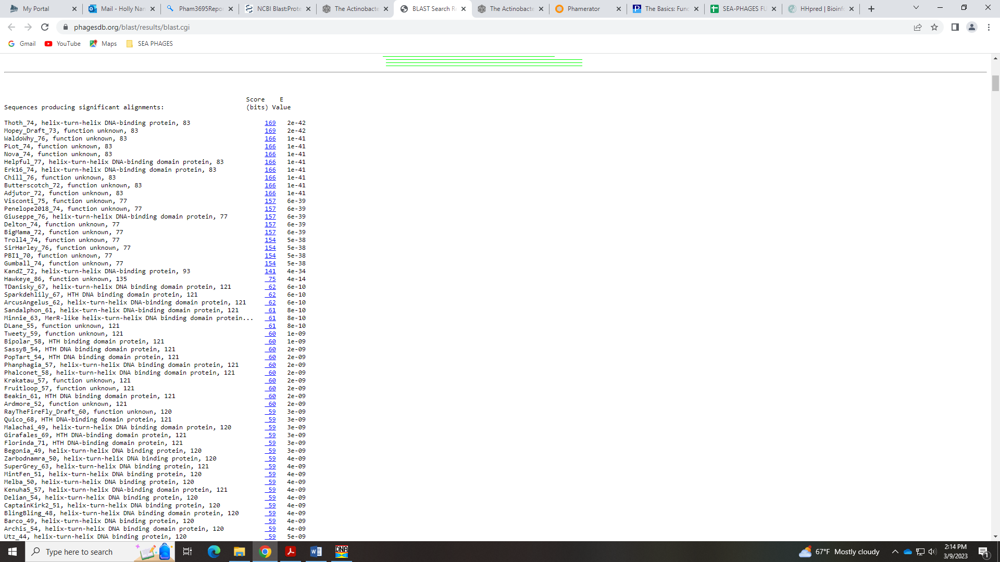 My Portal
Mail - Holly Nan
Pham3695Repo
NCBI Blast:Prote
The Actinobacte
BLAST Search Re
The Actinobacte
Phamerator
The Basics: Func
SEA-PHAGES FU
HHpred | Bioinfo
phagesdb.org/blast/results/blast.cgi
Gmail YouTube Maps SEA PHAGES
Score E
Sequences producing significant alignments: (bits) Value
Thoth_74, helix-turn-helix DNA-binding protein, 83 169 2e-42
Mopey_Draft_73, function unknown, 83 169 2e-42
WaldoWhy_76, function unknown, 83 166 1e-41
PLot_74, function unknown, 83 166 1e-41
Nova_74, function unknown, 83 166 1e-41
Helpful_77, helix-turn-helix DNA-binding domain protein, 83 166 1e-41
Erk16_74, helix-turn-helix DNA-binding domain protein, 83 166 1e-41
Chill_76, function unknown, 83 166 1e-41
Butterscotch_72, function unknown, 83 166 1e-41
Adjutor_72, function unknown, 83 166 1e-41
Visconti_75, function unknown, 77 157 6e-39
Penelope2018_74, function unknown, 77 157 6e-39
Giuseppe_76, helix-turn-helix DNA-binding domain protein, 77 157 6e-39
Delton_74, function unknown, 77 157 6e-39
BigMama_72, function unknown, 77 157 6e-39
Troll4_74, function unknown, 77 154 5e-38
SirHarley_76, function unknown, 77 154 5e-38
PBI1_70, function unknown, 77 154 5e-38
Gumball_74, function unknown, 77 154 5e-38
KandZ_72, helix-turn-helix DNA-binding protein, 93 141 4e-34
Hawkeye_86, function unknown, 135 75 4e-14
TDanisky_67, helix-turn-helix DNA binding domain protein, 121 62 6e-10
Sparkdehlily_67, HTH DNA binding domain protein, 121 62 6e-10
ArcusAngelus_62, helix-turn-helix DNA-binding domain protein, 121 62 6e-10
Sandalphon_61, helix-turn-helix DNA-binding domain protein, 121 61 8e-10
Minnie_63, MerR-like helix-turn-helix DNA binding domain protein... 61 8e-10
DLane_55, function unknown, 121 61 8e-10
Tweety_59, function unknown, 121 60 1e-09
Bipolar_58, HTH binding domain protein, 121 60 1e-09
SassyB_54, HTH DNA binding domain protein, 121 60 2e-09
PopTart_54, HTH DNA binding domain protein, 121 60 2e-09
Phanphagia_57, helix-turn-helix DNA binding domain protein, 121 60 2e-09
Phalconet_58, helix-turn-helix DNA binding domain protein, 121 60 2e-09
Krakatau_57, function unknown, 121 60 2e-09
Fruitloop_57, function unknown, 121 60 2e-09
Beakin_61, HTH DNA binding domain protein, 121 60 2e-09
Ardmore_52, function unknown, 121 60 2e-09
RayTheFireFly_Draft_60, function unknown, 120 59 3e-09
Quico_68, HTH DNA-binding domain protein, 121 59 3e-09
Malachai_49, helix-turn-helix DNA binding domain protein, 120 59 3e-09
Girafales_69, HTH DNA-binding domain protein, 121 59 3e-09
Florinda_71, HTH DNA-binding domain protein, 121 59 3e-09
Begonia_49, helix-turn-helix DNA binding protein, 120 59 3e-09
Zarbodnamra_50, helix-turn-helix DNA binding protein, 120 59 4e-09
SuperGrey_63, helix-turn-helix DNA binding protein, 121 59 4e-09
MintFen_51, helix-turn-helix DNA binding protein, 120 59 4e-09
Melba_50, helix-turn-helix DNA binding protein, 120 59 4e-09
Kenuha5_57, helix-turn-helix DNA-binding domain protein, 121 59 4e-09
Delian_54, helix-turn-helix DNA binding protein, 120 59 4e-09
CaptainKirk2_51, helix-turn-helix DNA binding protein, 120 59 4e-09
BlingBling_48, helix-turn-helix DNA binding domain protein, 120 59 4e-09
Barco_49, helix-turn-helix DNA binding protein, 120 59 4e-09
Archis_54, helix-turn-helix DNA binding domain protein, 120 59 4e-09
Utz_44, helix-turn-helix DNA binding protein, 120 59 5e-09
Type here to search
DNA
67°F Mostly cloudy
2:14 PM
3/9/2023
1